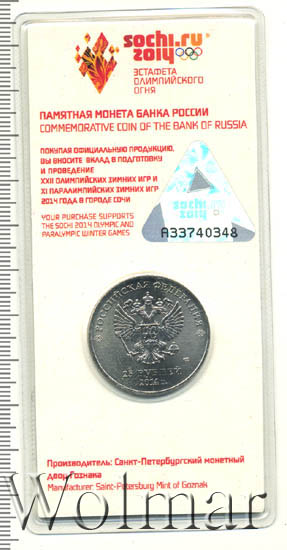 sochi.ru
2014
ЭСТАФЕТА
ОЛИМПИЙСКОГО
ОГНЯ
ПАМЯТНАЯ МОНЕТА БАНКА РОССИИ
COMMEMORATIVE COIN OF THE BANK OF RUSSIA
ПОКУПАЯ ОФИЦИАЛЬНУЮ ПРОДУКЦИЮ,
ВЫ ВНОСИТЕ ВКЛАД В ПОДГОТОВКУ
И ПРОВЕДЕНИЕ
XXII ОЛИМПИЙСКИХ ЗИМНИХ ИГР И
XI ПАРАЛИМПИЙСКИХ ЗИМНИХ ИГР
2014 ГОДА В ГОРОДЕ СОЧИ
YOUR PURCHASE SUPPORTS
THE SOCHI 2014 OLYMPIC AND
PARALYMPIC WINTER GAMES
sochi.ru
2014
A33740348
РОССИЙСКАЯ ФЕДЕРАЦИЯ
25 РУБЛЕЙ
2014 г.
Производитель: Санкт-Петербургский монетный
двор Гознака
Manufacturer: Saint-Petersburg Mint of Goznak
Wolmar